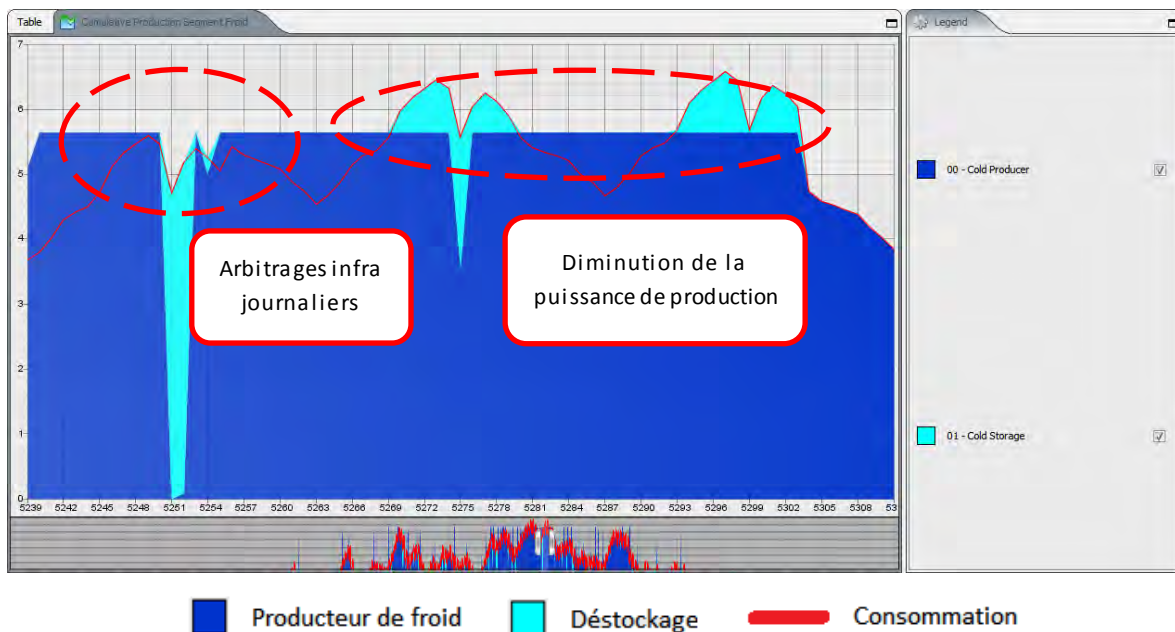 Table
Cumulative Production Segment Froid
Legend
7
6
5
4
3
2
1
0
Arbitrages infra
journaliers
Diminution de la
puissance de production
00 - Cold Producer
01 - Cold Storage
5239 5242 5245 5248 5251 5254 5257 5260 5263 5266 5269 5272 5275 5278 5281 5284 5287 5290 5293 5296 5299 5302 5305 5308 53
Producteur de froid Déstockage Consommation